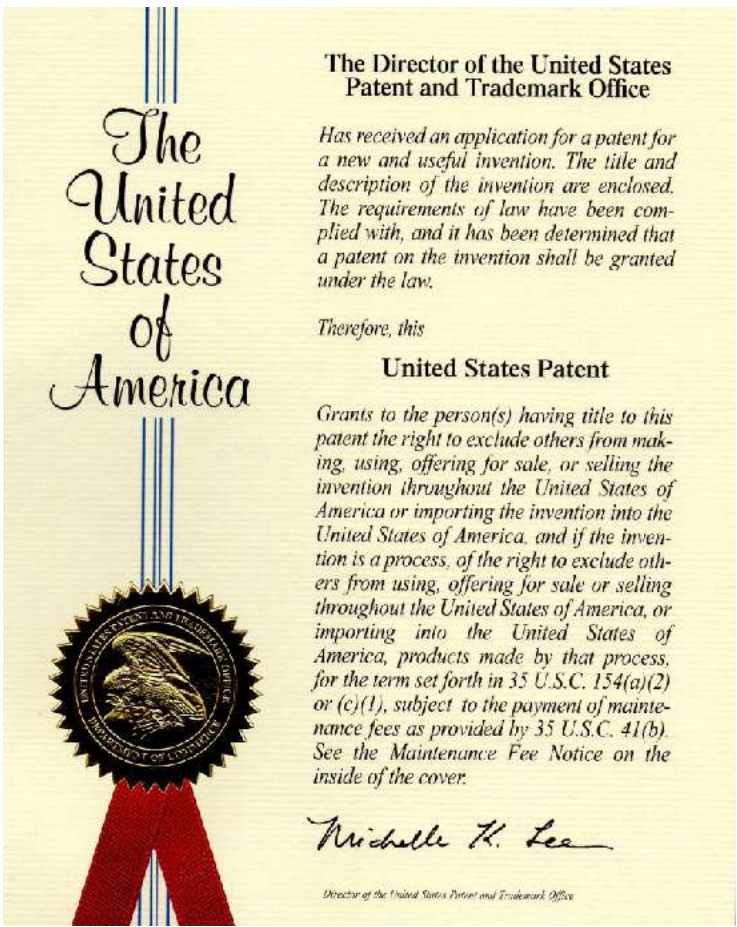 The
United
States
of
America
The Director of the United States
Patent and Trademark Office
Has received an application for a patent for
a new and useful invention. The title and
description of the invention are enclosed.
The requirements of law have been com-
plied with, and it has been determined that
a patent on the invention shall be granted
under the law.
Therefore, this
United States Patent
Grants to the person(s) having title to this
patent the right to exclude others from mak-
ing, using, offering for sale, or selling the
invention throughout the United States of
America or importing the invention into the
United States of America, and if the inven-
tion is a process, of the right to exclude oth-
ers from using, offering for sale or selling
throughout the United States of America, or
importing into the United States of
America, products made by that process,
for the term set forth in 35 U.S.C. 154(a)(2)
or (c)(1), subject to the payment of mainte-
nance fees as provided by 35 U.S.C. 41(b).
See the Maintenance Fee Notice on the
inside of the cover.
Michelle K. Lee
Director of the United States Patent and Trademark Office
UNITED STATES PATENT AND TRADEMARK OFFICE
DEPARTMENT OF COMMERCE